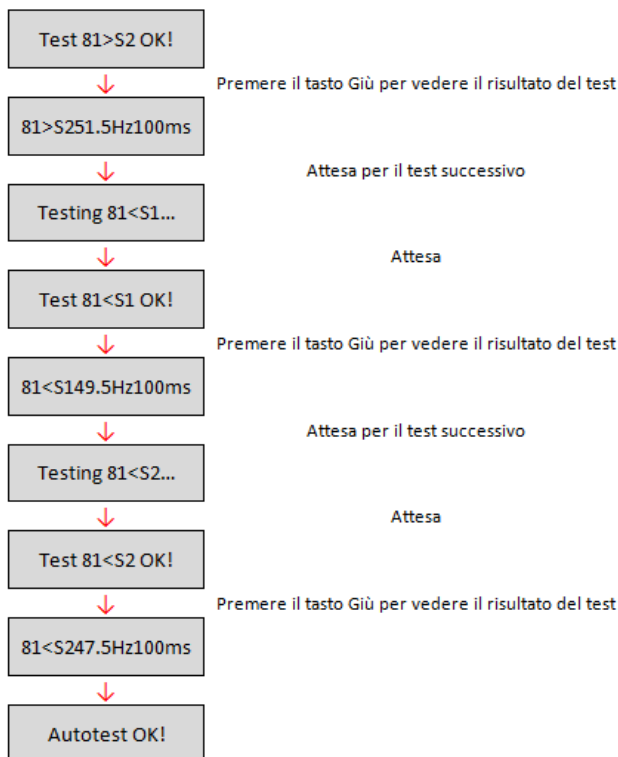 Test 81>S2 OK!
Premere il tasto Giù per vedere il risultato del test
81>S251.5Hz100ms
Attesa per il test successivo
Testing 81<S1...
Attesa
Test 81<S1 OK!
Premere il tasto Giù per vedere il risultato del test
81<S149.5Hz100ms
Attesa per il test successivo
Testing 81<S2...
Attesa
Test 81<S2 OK!
Premere il tasto Giù per vedere il risultato del test
81<S247.5Hz100ms
Autotest OK!